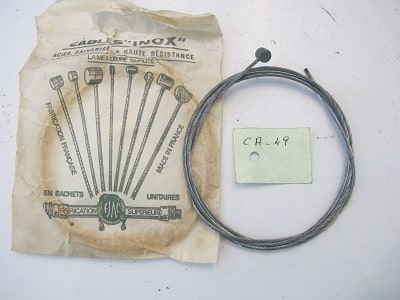 CÂBLES "INOX"
ACIER GALVANISÉ A HAUTE RÉSISTANCE
LA MEILLEURE QUALITÉ
FABRICATION FRANÇAISE
MADE IN FRANCE
EN SACHETS UNITAIRES
FABRICATION SUPÉRIEURE
CA-49